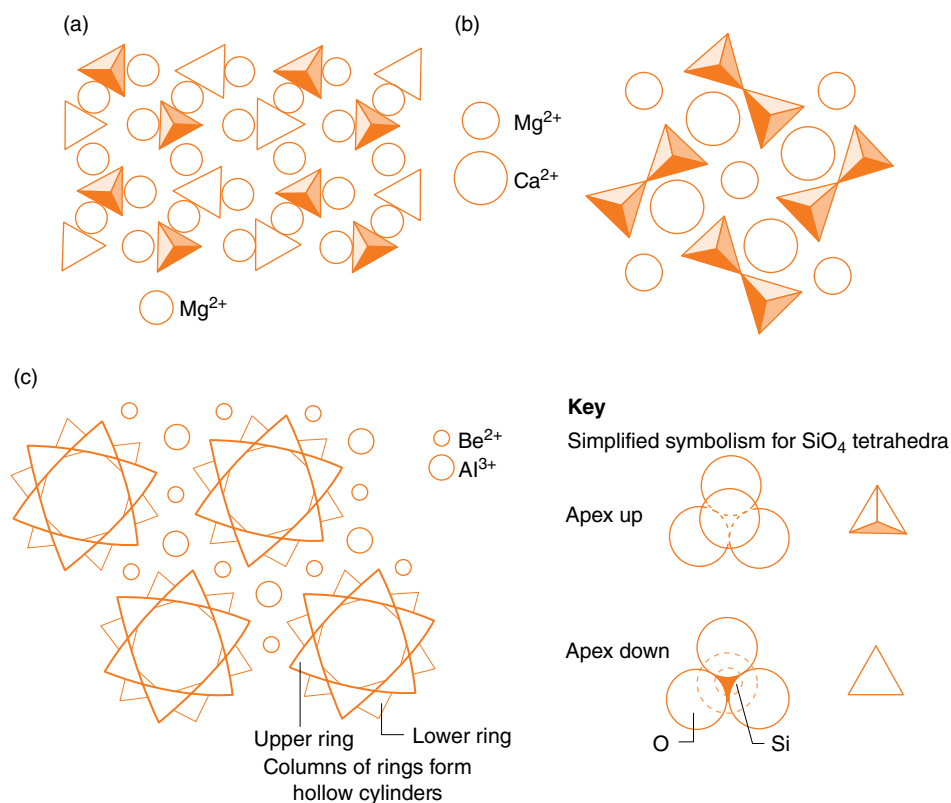 (a)
Mg²⁺
(b)
Mg²⁺
Ca²⁺
(c)
Be²⁺
Al³⁺
Upper ring
Lower ring
Columns of rings form
hollow cylinders
Key
Simplified symbolism for SiO₄ tetrahedra
Apex up
Apex down
O
Si